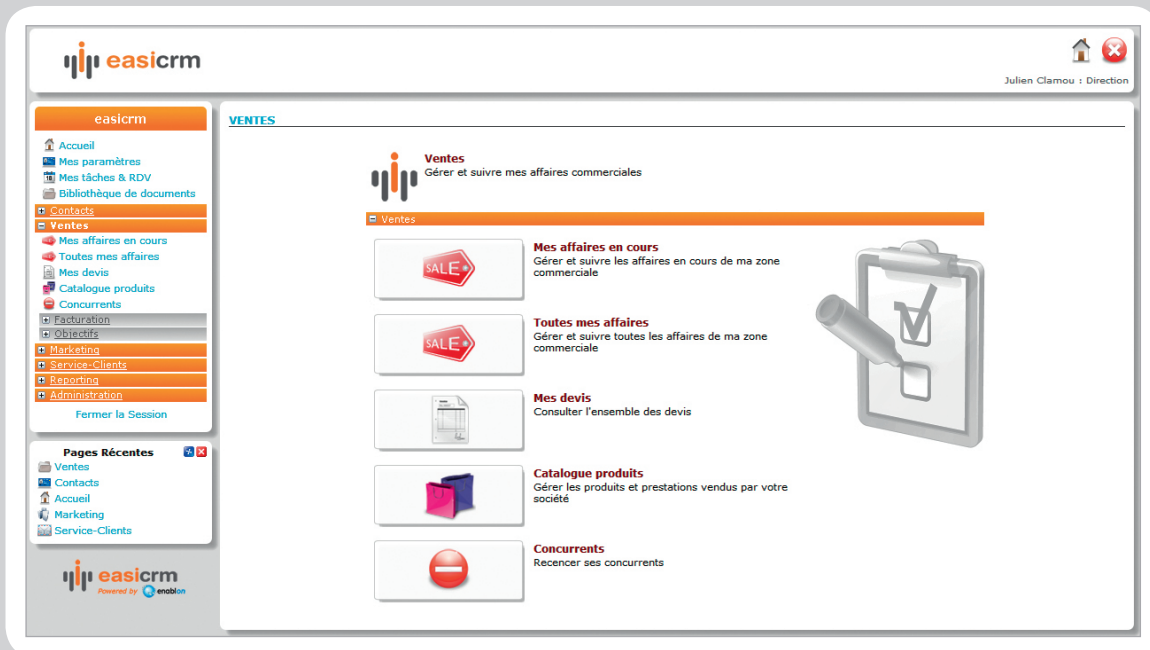 easicrm
Julien Clamou : Direction
easicrm
Accueil
Mes paramètres
Mes tâches & RDV
Bibliothèque de documents
Contacts
Ventes
Mes affaires en cours
Toutes mes affaires
Mes devis
Catalogue produits
Concurrents
Facturation
Objectifs
Marketing
Service-Clients
Reporting
Administration
Fermer la Session
Pages Récentes
Ventes
Contacts
Accueil
Marketing
Service-Clients
easicrm
Powered by enablon
VENTES
Ventes
Gérer et suivre mes affaires commerciales
Ventes
SALE
Mes affaires en cours
Gérer et suivre les affaires en cours de ma zone
commerciale
SALE
Toutes mes affaires
Gérer et suivre toutes les affaires de ma zone
commerciale
Mes devis
Consulter l'ensemble des devis
Catalogue produits
Gérer les produits et prestations vendus par votre
société
Concurrents
Recencer ses concurrents